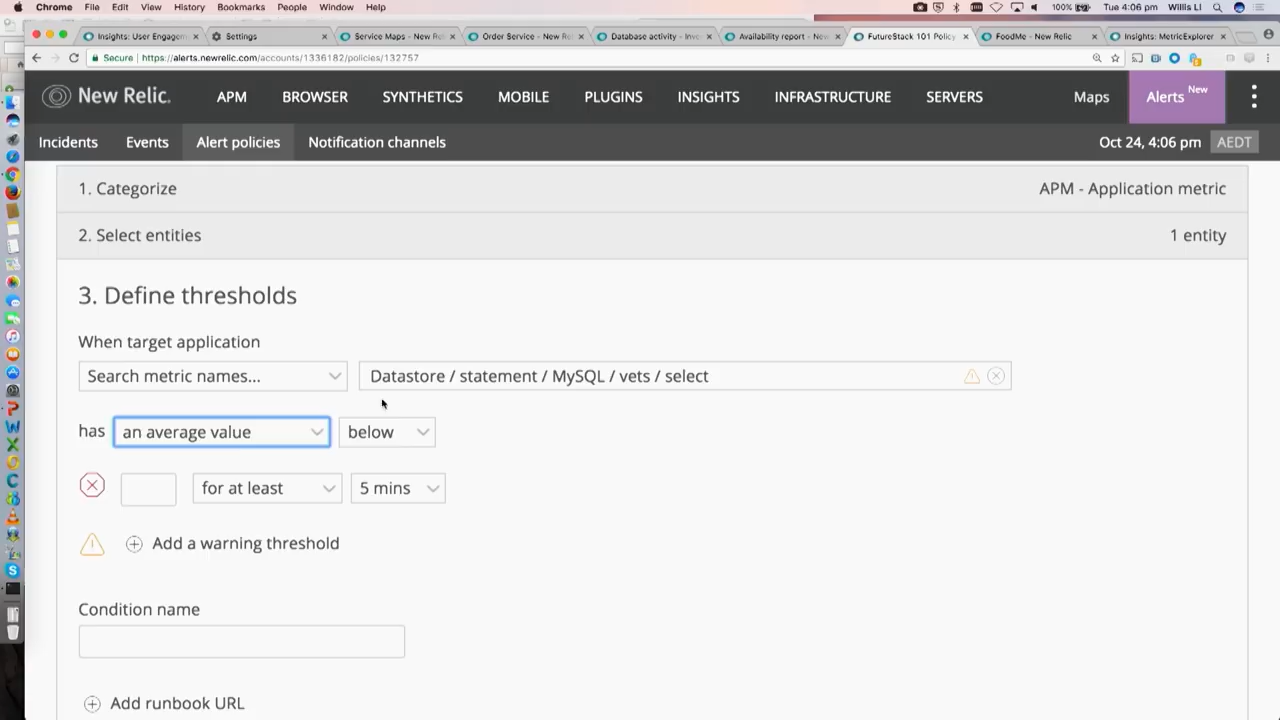 Chrome File Edit View History Bookmarks People Window Help 100% Tue 4:06 pm Willis LI
Insights: User Engagem Settings Service Maps - New Rel Order Service - New Rel Database activity - Inve Availability report - New FutureStack 101 Policy FoodMe - New Relic Insights: MetricExplorer
Secure https://alerts.newrelic.com/accounts/1336182/policies/132757
New Relic. APM BROWSER SYNTHETICS MOBILE PLUGINS INSIGHTS INFRASTRUCTURE SERVERS Maps Alerts New
Incidents Events Alert policies Notification channels Oct 24, 4:06 pm AEDT
1. Categorize APM - Application metric
2. Select entities 1 entity
3. Define thresholds
When target application
Search metric names... Datastore / statement / MySQL / vets / select
has an average value below
for at least 5 mins
Add a warning threshold
Condition name
Add runbook URL